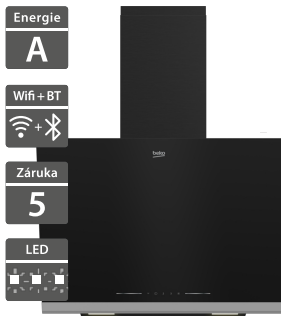 Energie
A
Wifi + BT
+
Záruka
5
LED
beko